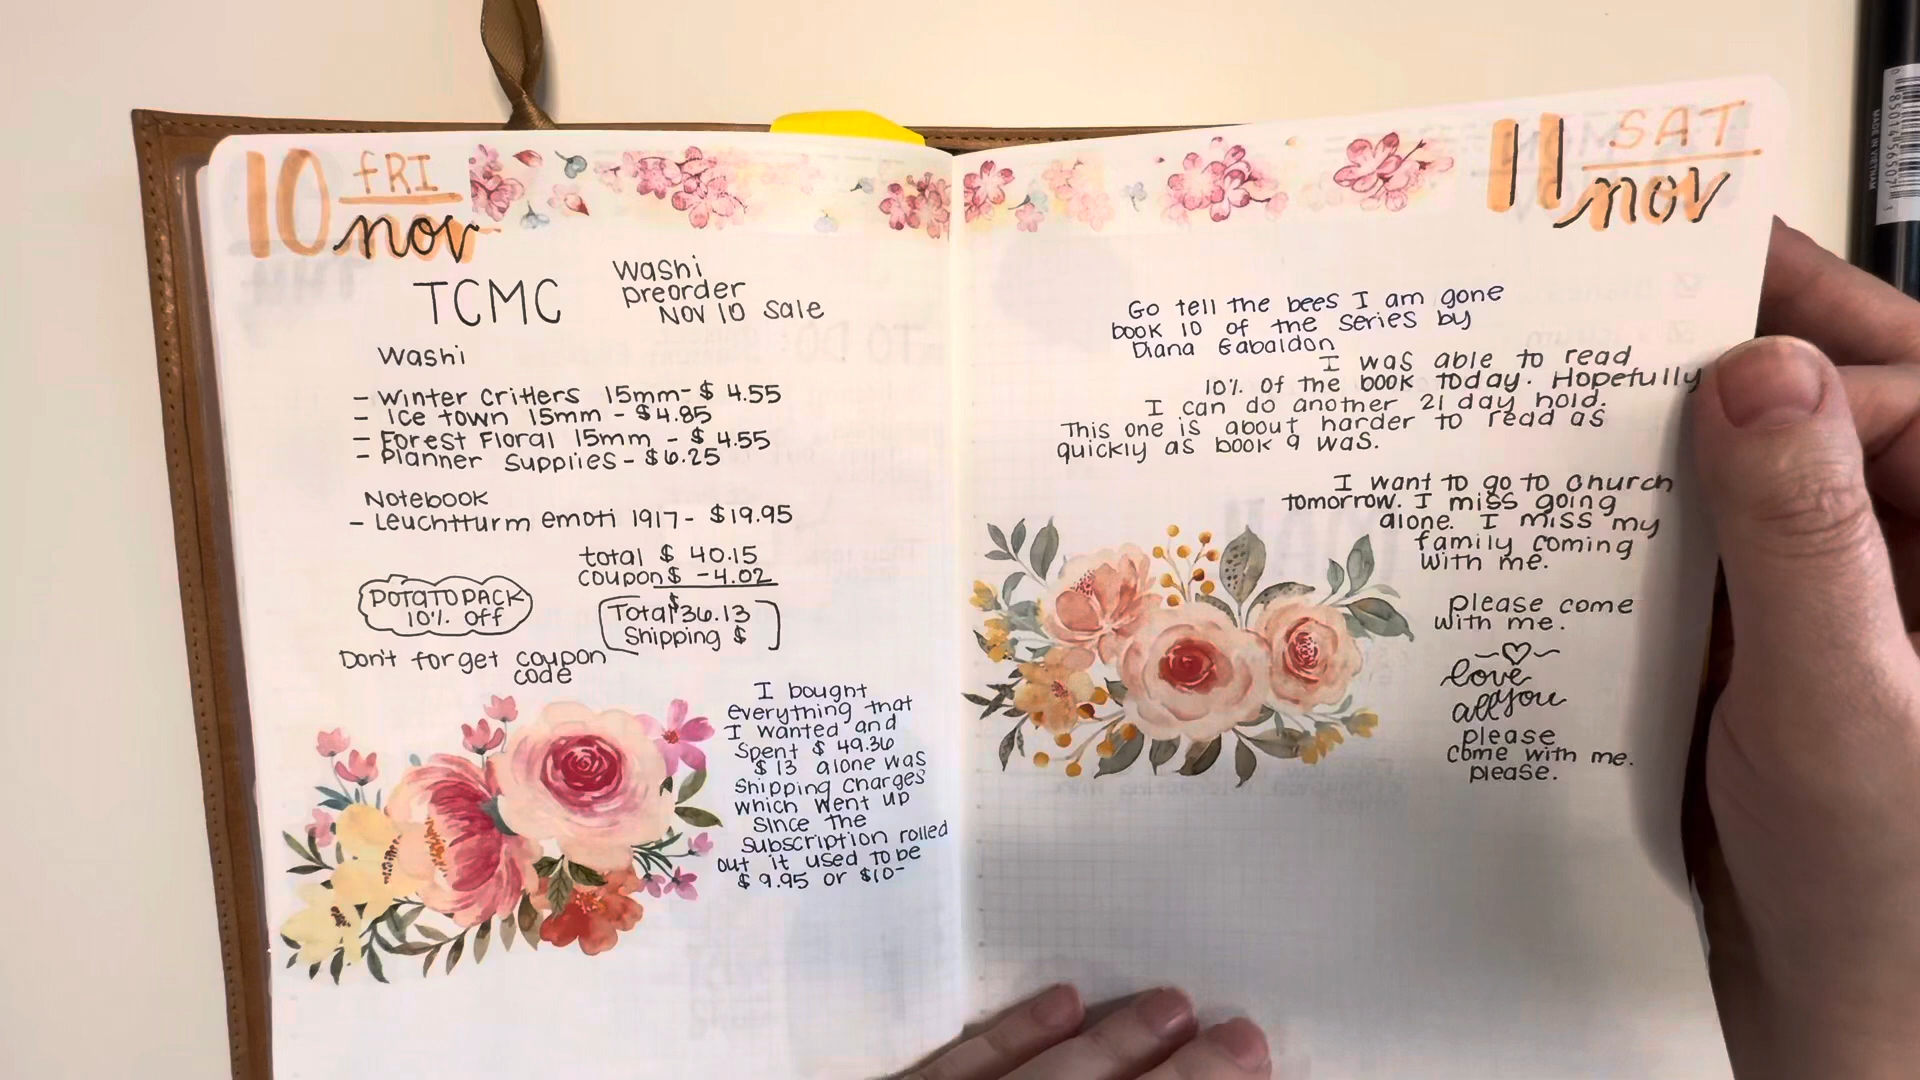 10 FRI
nov
TCMC
Washi
preorder
Nov 10 Sale
Washi
- Winter Critters 15mm- $ 4.55
- Ice town 15mm - $4.85
- Forest Floral 15mm - $ 4.55
- Planner Supplies - $6.25
Notebook
- Leuchtturm emoti 1917- $19.95
total $ 40.15
coupon $ -4.02
POTATO PACK
10% off
Total $36.13
Shipping $
Don't forget coupon
code
I bought
everything that
I wanted and
Spent $ 49.36
$ 13 alone was
Shipping Charges
which went up
Since the
Subscription rolled
out it used to be
$ 9.95 or $10-
11 SAT
nov
Go tell the bees I am gone
book 10 of the Series by
Diana Gabaldon
I was able to read
10% of the book today. Hopefully
I can do another 21 day hold.
This one is about harder to read as
quickly as book 9 was.
I want to go to church
tomorrow. I miss going
alone. I miss my
family coming
with me.
please come
with me.
love
all you
please
come with me.
please.
MADE IN VIETNAM